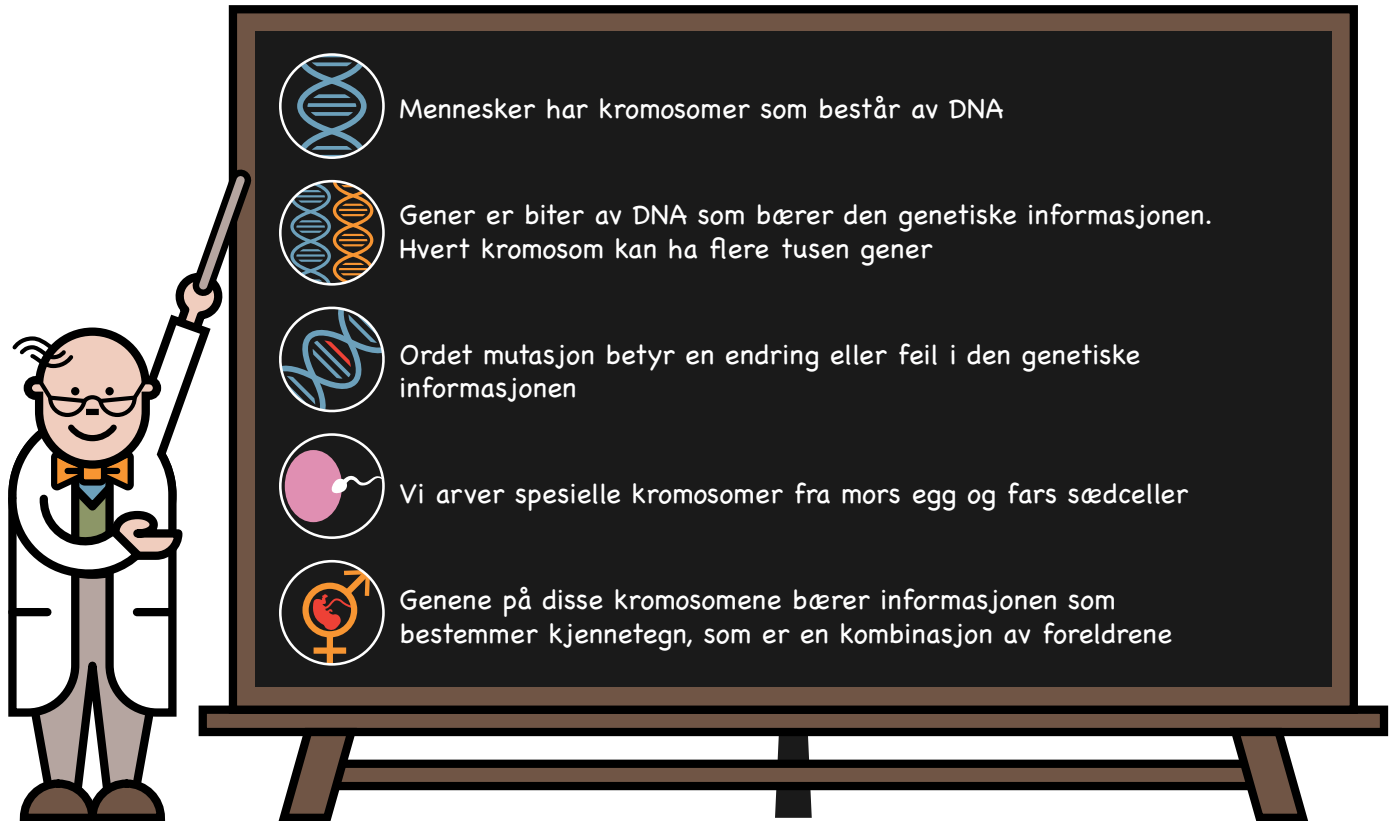 Mennesker har kromosomer som består av DNA
Gener er biter av DNA som bærer den genetiske informasjonen.
Hvert kromosom kan ha flere tusen gener
Ordet mutasjon betyr en endring eller feil i den genetiske
informasjonen
Vi arver spesielle kromosomer fra mors egg og fars sædceller
Genene på disse kromosomene bærer informasjonen som
bestemmer kjennetegn, som er en kombinasjon av foreldrene